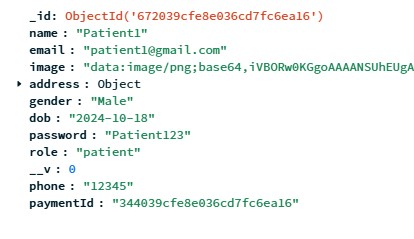 _id: ObjectId('672039cfe8e036cd7fc6ea16')
name : "Patient1"
email : "patient1@gmail.com"
image : "data:image/png;base64,iVBORw0KGgoAAAANSUhEUgA
address : Object
gender : "Male"
dob : "2024-10-18"
password : "Patient123"
role : "patient"
__v : 0
phone : "12345"
paymentId : "344039cfe8e036cd7fc6ea16"